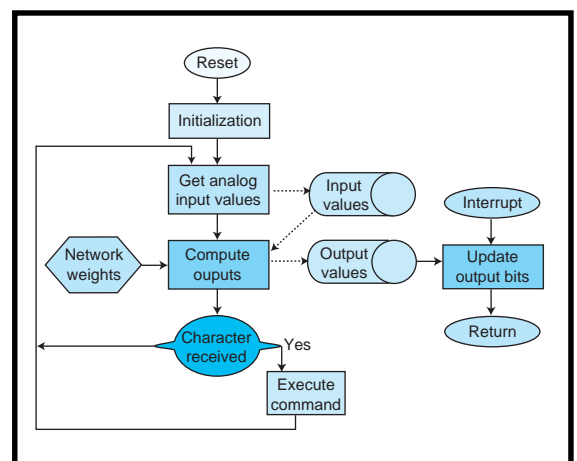 Reset
Initialization
Get analog
input values
Input
values
Interrupt
Network
weights
Compute
ouputs
Output
values
Update
output bits
Character
received
Yes
Return
Execute
command